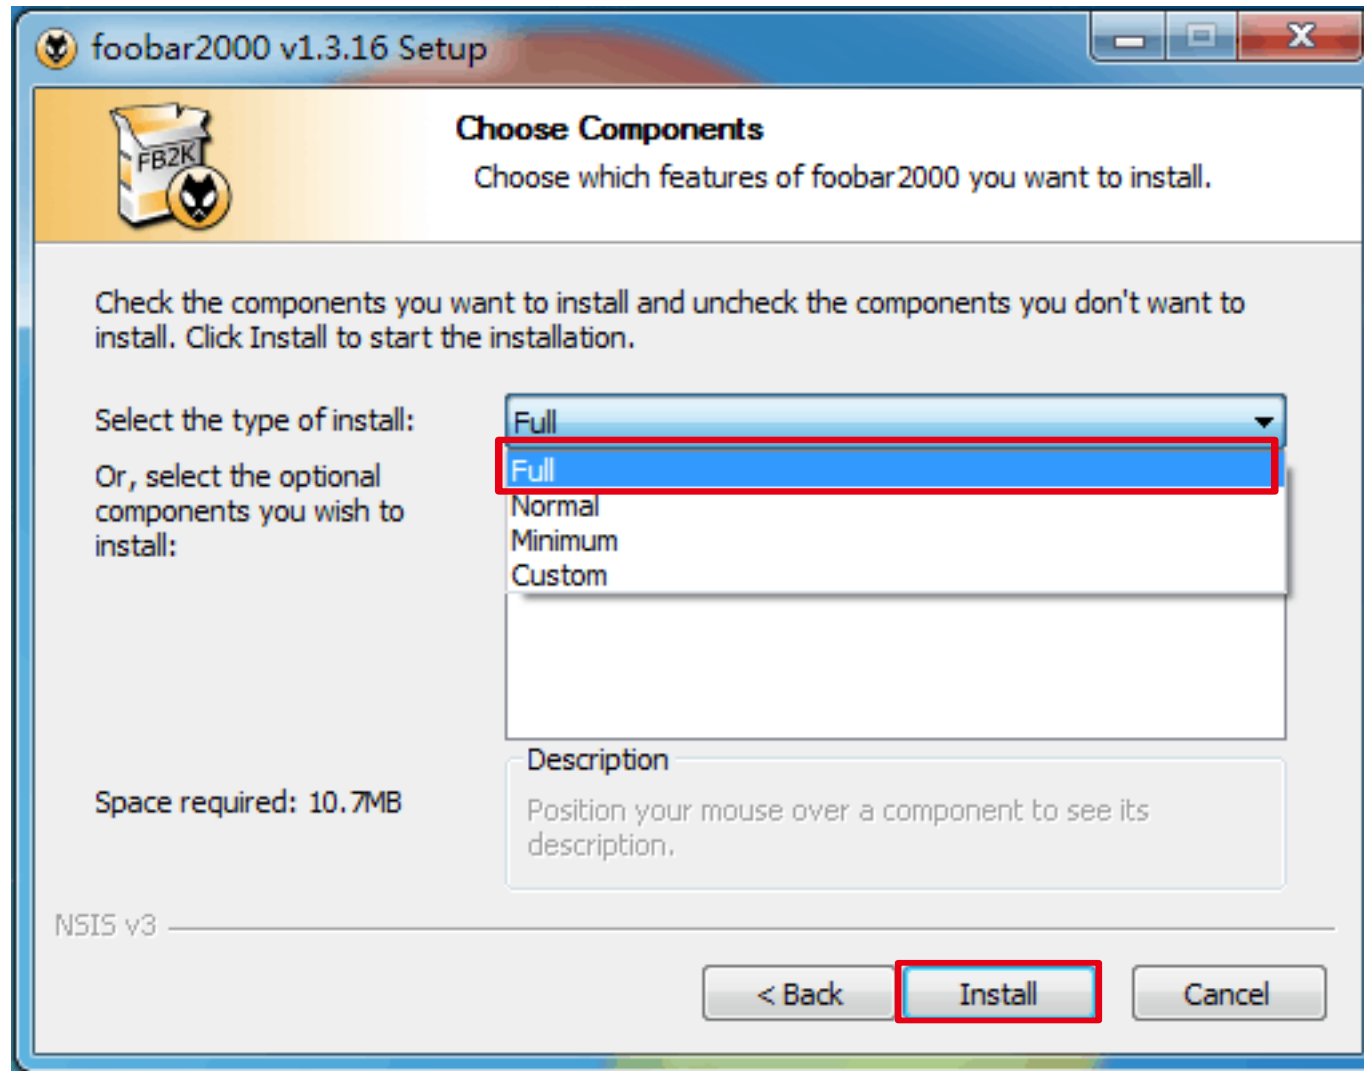 foobar2000 v1.3.16 Setup
FB2K
Choose Components
Choose which features of foobar2000 you want to install.
Check the components you want to install and uncheck the components you don't want to
install. Click Install to start the installation.
Select the type of install:
Full
Or, select the optional
components you wish to
install:
Full
Normal
Minimum
Custom
Space required: 10.7MB
Description
Position your mouse over a component to see its
description.
NSIS v3
< Back
Install
Cancel